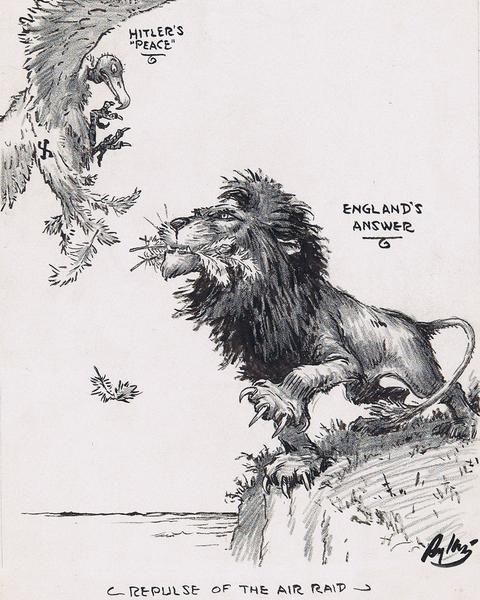 HITLER'S
"PEACE"
ENGLAND'S
ANSWER
REPULSE OF THE AIR RAID